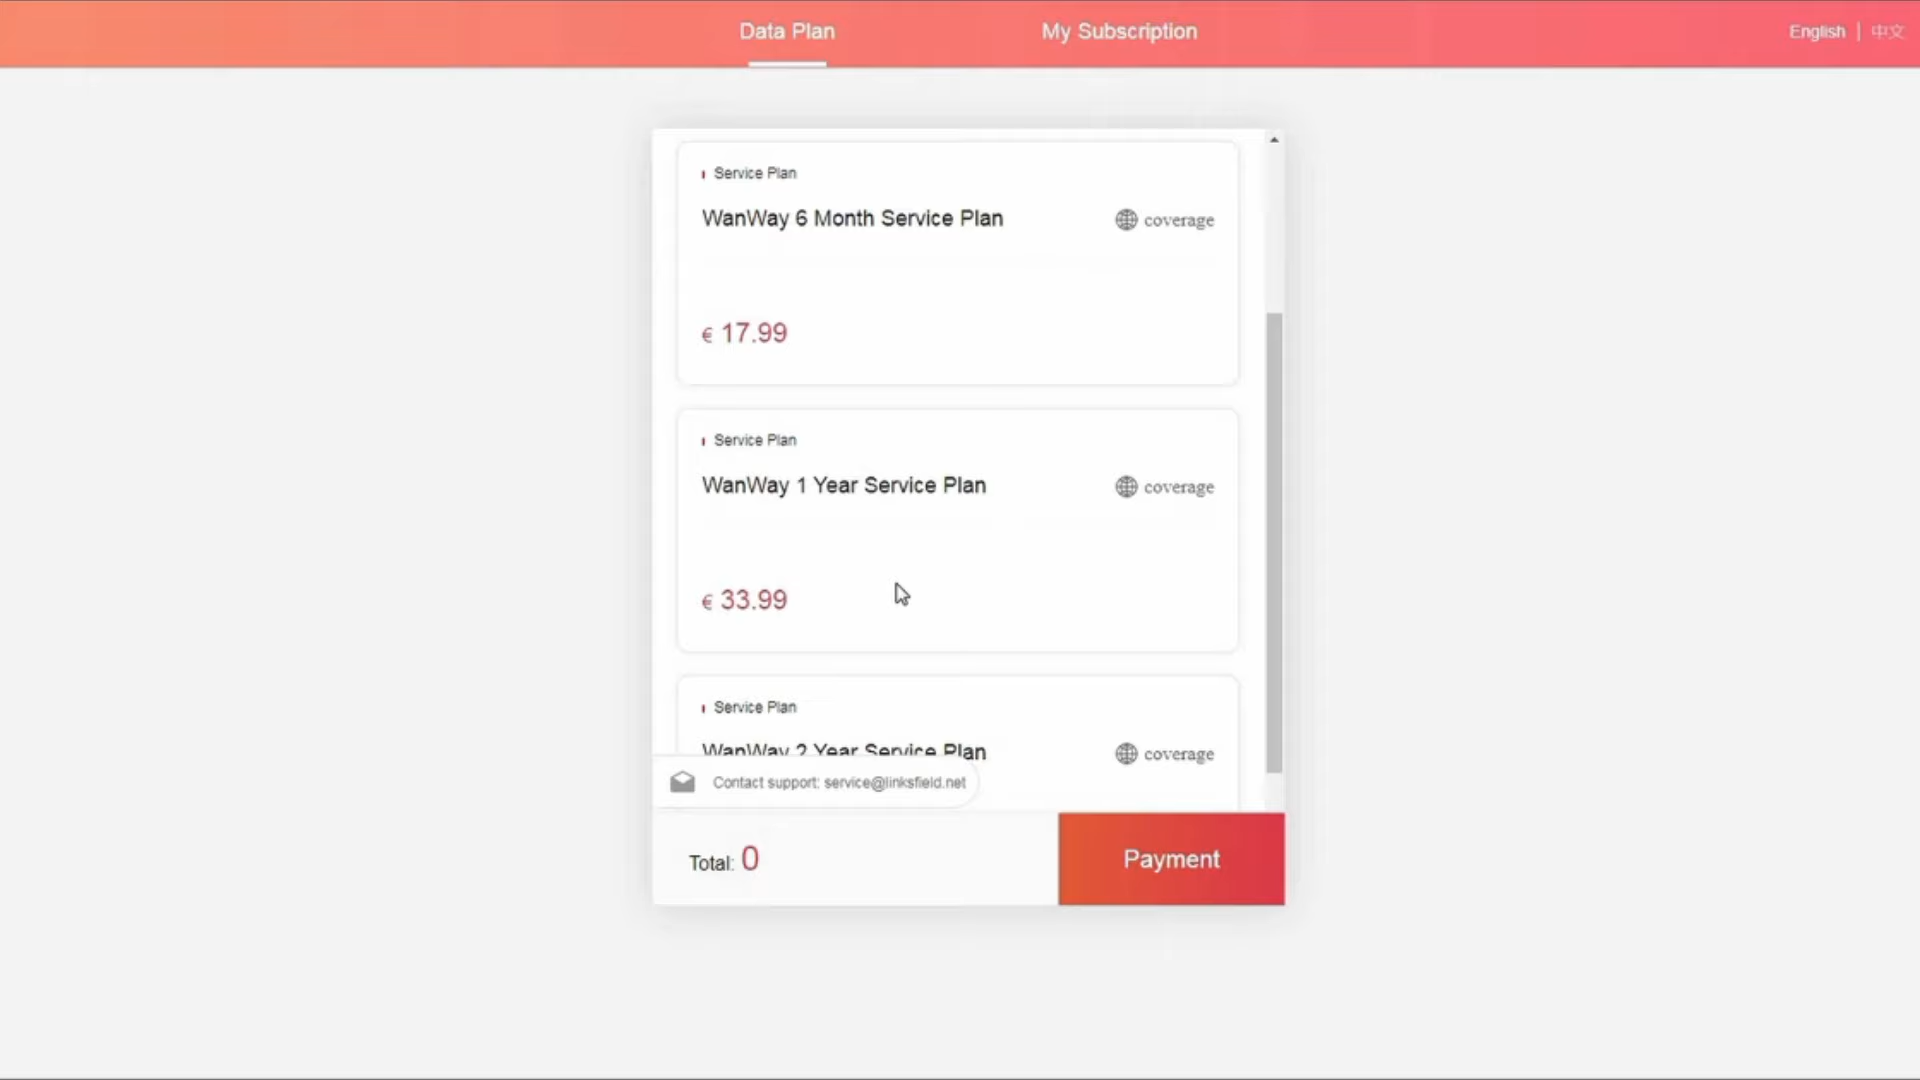 Data Plan
My Subscription
English | 中文
Service Plan
WanWay 6 Month Service Plan
coverage
€ 17.99
Service Plan
WanWay 1 Year Service Plan
coverage
€ 33.99
Service Plan
WanWay 2 Year Service Plan
coverage
Contact support: service@linksfield.net
Total: 0
Payment